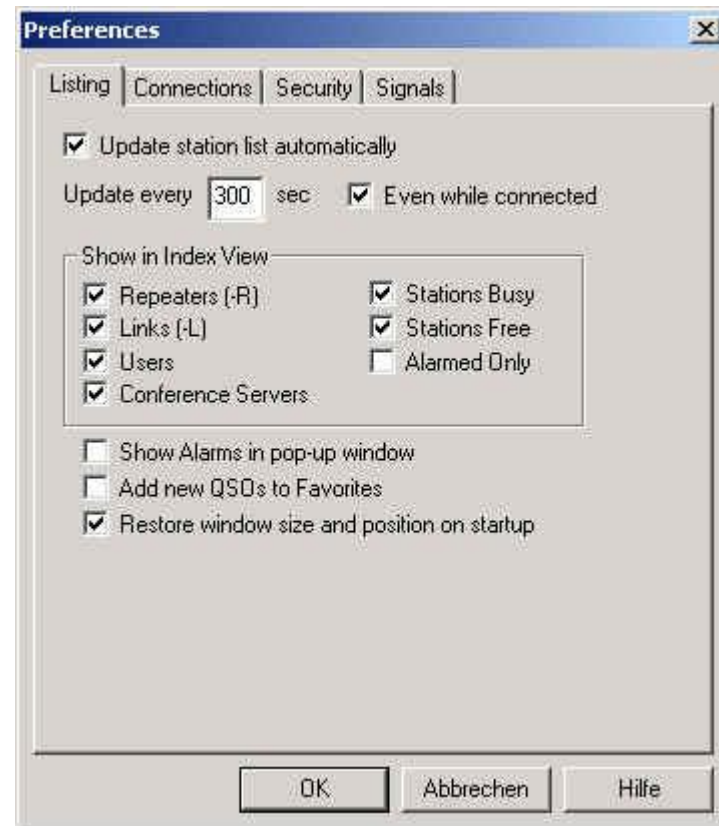 Preferences
Listing Connections Security Signals
Update station list automatically
Update every 300 sec Even while connected
Show in Index View
Repeaters (-R) Stations Busy
Links (-L) Stations Free
Users Alarmed Only
Conference Servers
Show Alarms in pop-up window
Add new QSOs to Favorites
Restore window size and position on startup
OK Abbrechen Hilfe